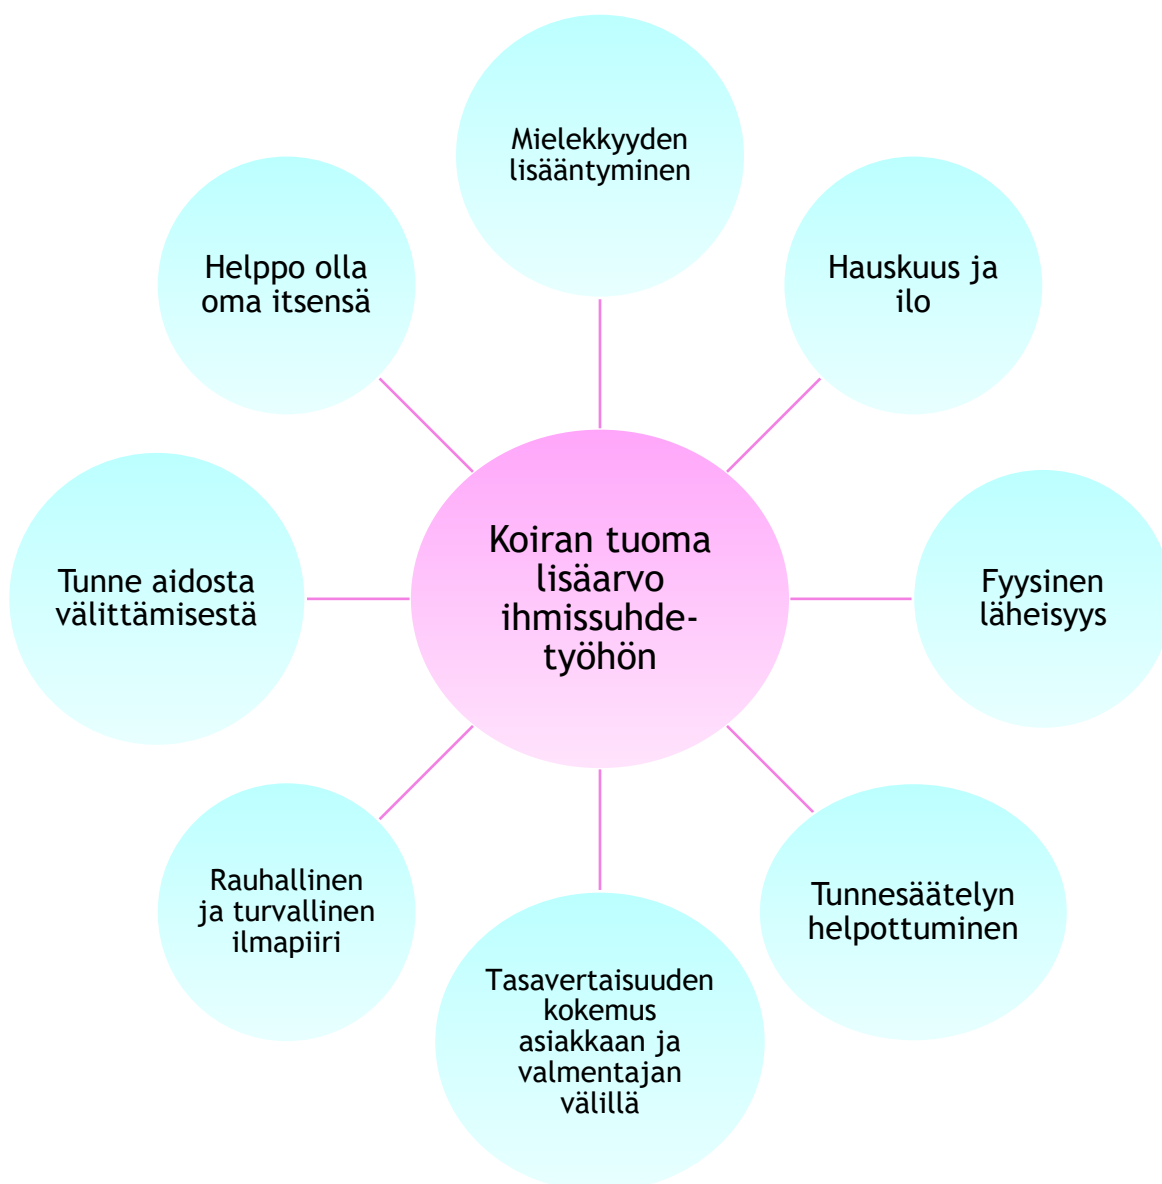 Mielekkyyden
lisääntyminen
Hauskuus ja
ilo
Fyysinen
läheisyys
Tunnesäätelyn
helpottuminen
Tasavertaisuuden
kokemus
asiakkaan ja
valmentajan
välillä
Rauhallinen
ja turvallinen
ilmapiiri
Tunne aidosta
välittämisestä
Helppo olla
oma itsensä
Koiran tuoma
lisäarvo
ihmissuhde-
työhön